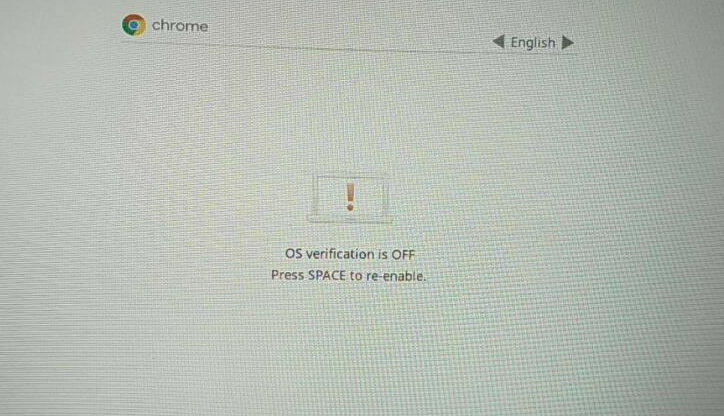 chrome
English
OS verification is OFF
Press SPACE to re-enable.